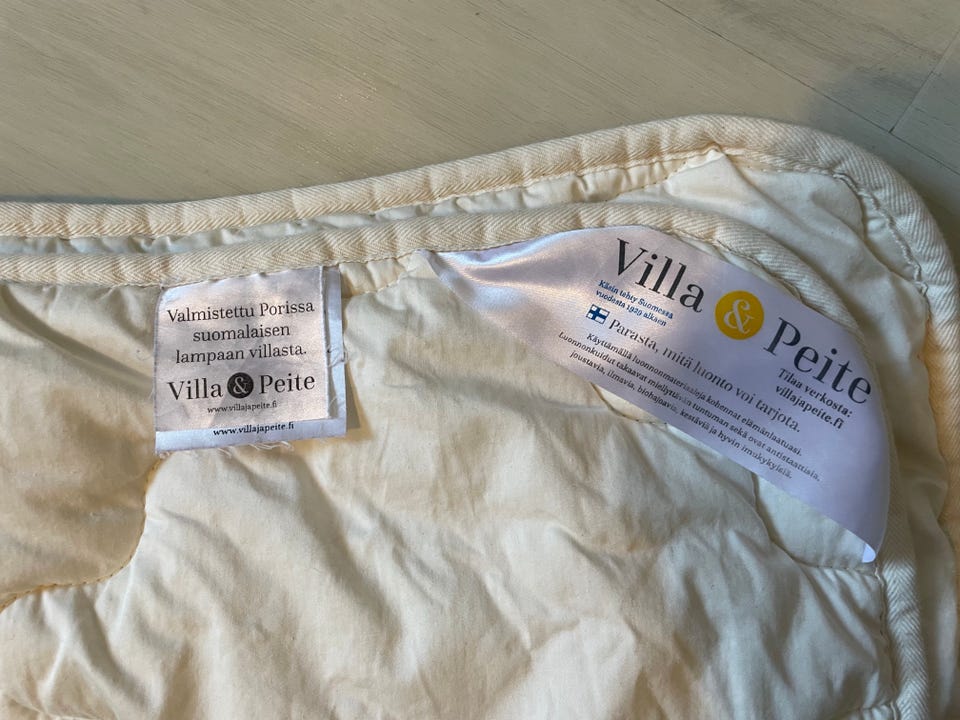 Valmistettu Porissa
suomalaisen
lampaan villasta.
Villa & Peite
www.villajapeite.fi
www.villajapeite.fi
Villa & Peite
Käsin tehty Suomessa
vuodesta 1929 alkaen
Parasta, mitä luonto voi tarjota.
Tilaa verkosta:
villajapeite.fi
Käyttämällä luonnonmateriaaleja kohennat elämänlaatuasi.
Luonnonkuidut takaavat miellyttävän tuntuman sekä ovat antistaattisia,
joustavia, ilmavia, biohajoavia, kestäviä ja hyvin imukykyisiä.